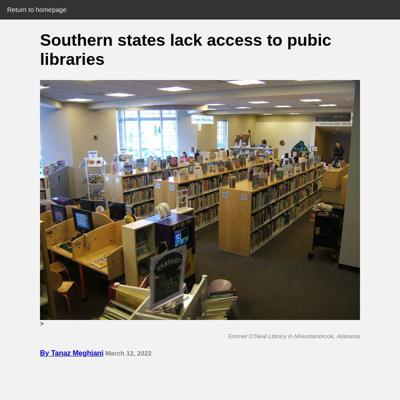 Return to homepage
Southern states lack access to pubic
libraries
>
Emmet O'Neal Library in Mountainbrook, Alabama
By Tanaz Meghjani March 12, 2022